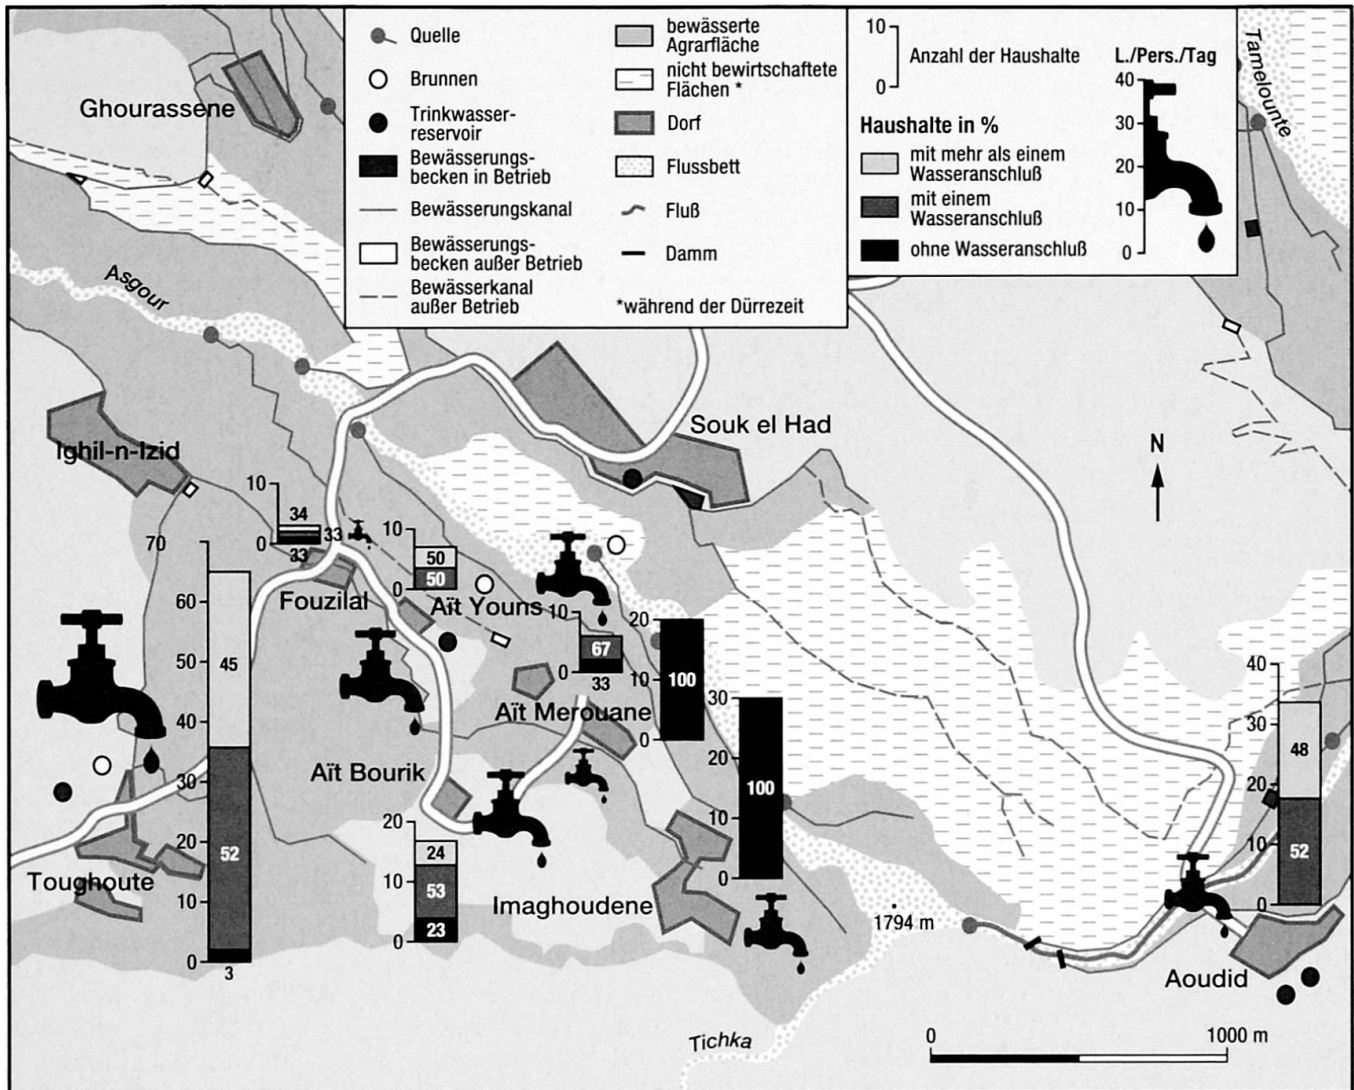 Quelle
Brunnen
Trinkwasser-
reservoir
Bewässerungs-
becken in Betrieb
Bewässerungskanal
Bewässerungs-
becken außer Betrieb
Bewässerkanal
außer Betrieb
bewässerte
Agrarfläche
nicht bewirtschaftete
Flächen *
Dorf
Flussbett
Fluß
Damm
*während der Dürrezeit
10
0
Anzahl der Haushalte
Haushalte in %
mit mehr als einem
Wasseranschluß
mit einem
Wasseranschluß
ohne Wasseranschluß
L./Pers./Tag
40
30
20
10
0
Tamelounte
Ghourassene
Asgour
Ighil-n-Izid
Souk el Had
N
10
0
34
33
33
Fouzilal
10
0
50
50
Aït Youns
10
0
67
33
Aït Merouane
20
10
0
100
30
20
10
0
100
70
60
50
40
30
20
10
0
45
52
3
Toughoute
Aït Bourik
20
10
0
24
53
23
Imaghoudene
1794 m
40
30
20
10
0
48
52
Aoudid
Tichka
0
1000 m